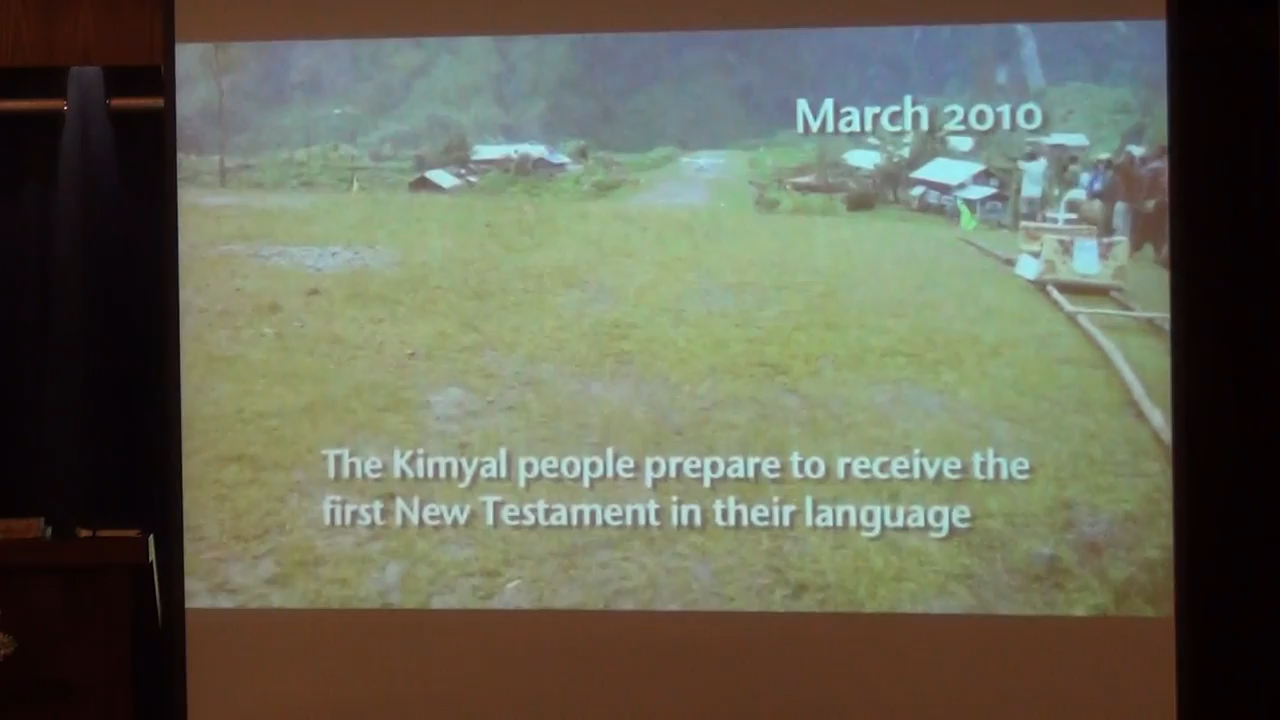 March 2010
The Kimyal people prepare to receive the
first New Testament in their language